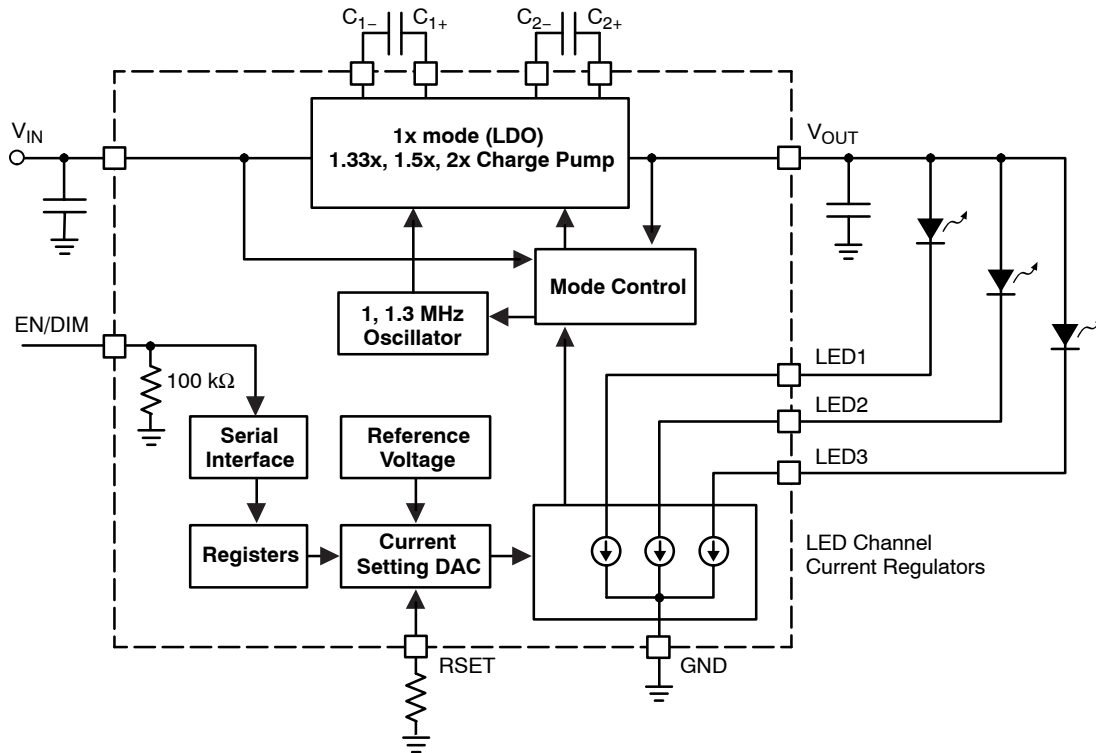 C1− C1+ C2− C2+
VIN
1x mode (LDO)
1.33x, 1.5x, 2x Charge Pump
VOUT
Mode Control
1, 1.3 MHz
Oscillator
EN/DIM
100 kΩ
LED1
LED2
LED3
Serial
Interface
Reference
Voltage
Registers
Current
Setting DAC
LED Channel
Current Regulators
RSET
GND